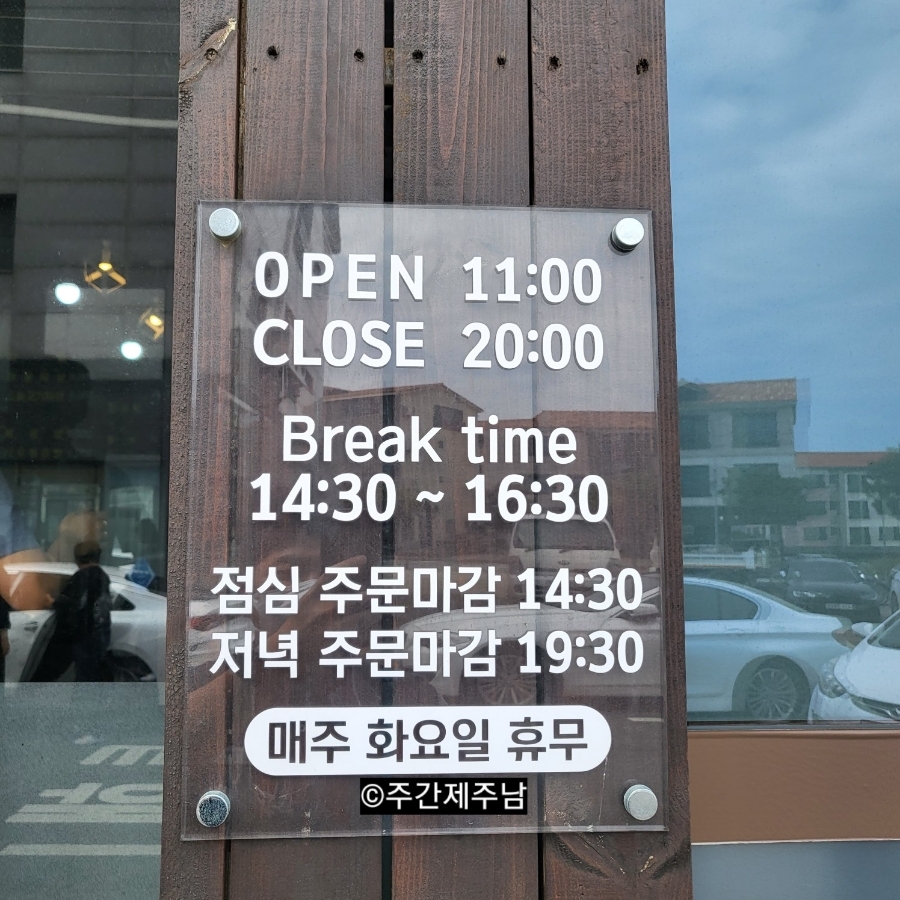 OPEN 11:00
CLOSE 20:00
Break time
14:30 ~ 16:30
점심 주문마감 14:30
저녁 주문마감 19:30
매주 화요일 휴무
©주간제주남